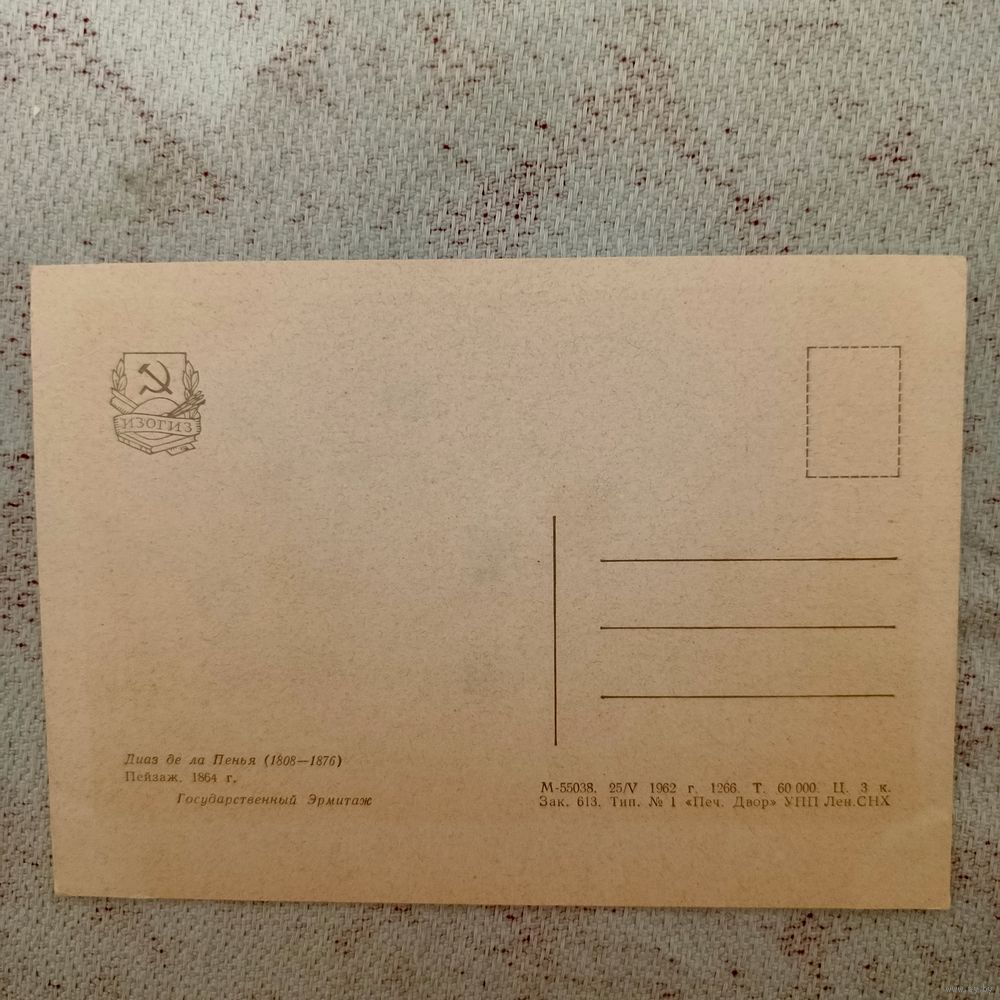 ИЗОГИЗ
Диаз де ла Пенья (1808—1876)
Пейзаж. 1864 г.
Государственный Эрмитаж
М-55038. 25/V 1962 г. 1266. Т. 60 000. Ц. 3 к.
Зак. 613. Тип. № 1 «Печ. Двор» УПП Лен.СНХ